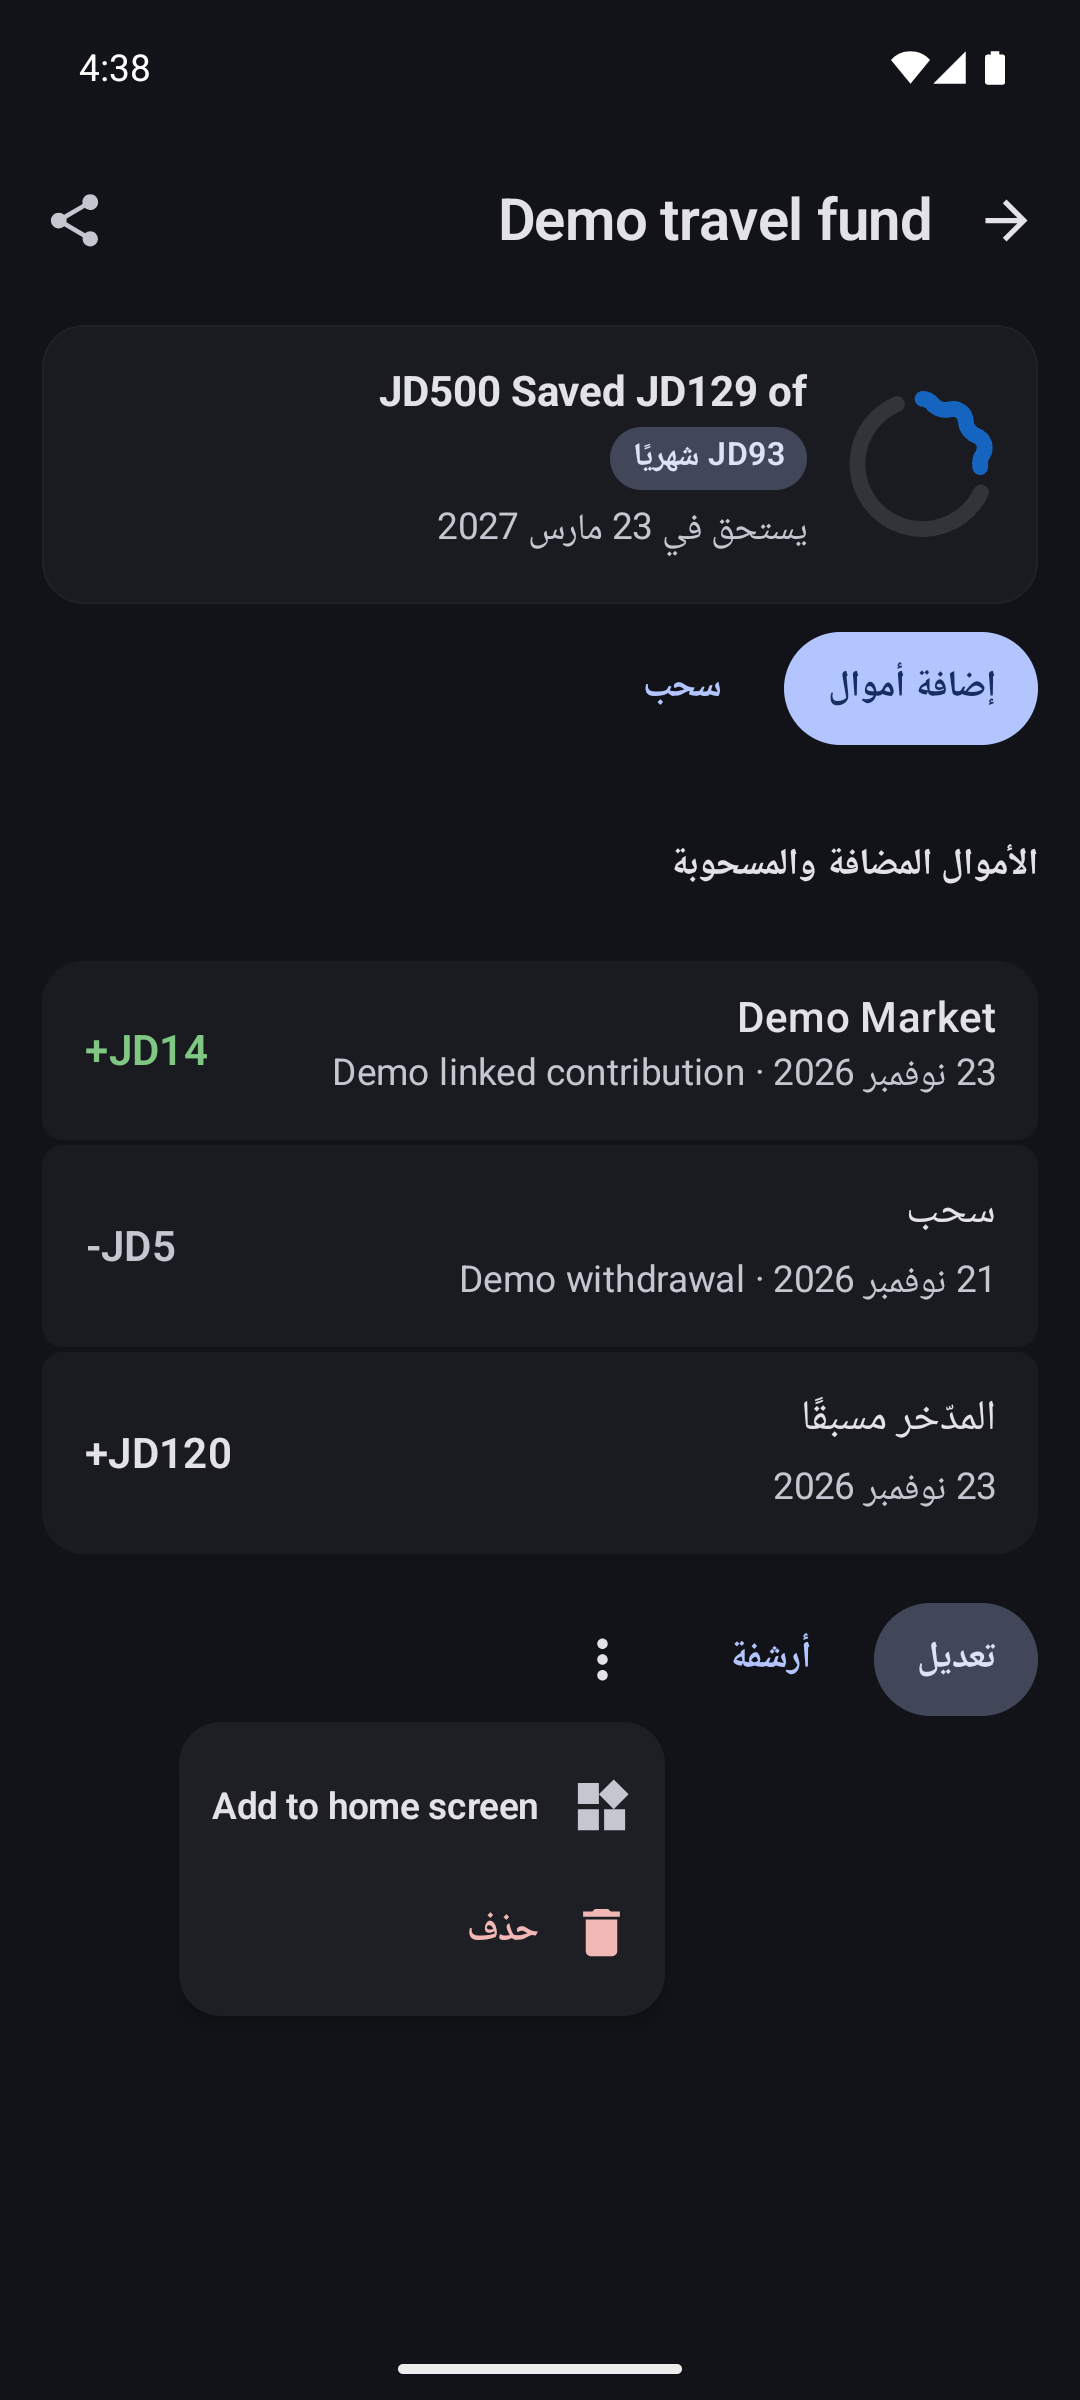 4:38
Demo travel fund
JD500 Saved JD129 of
JD93 شهريًا
يستحق في 23 مارس 2027
إضافة أموال
سحب
الأموال المضافة والمسحوبة
Demo Market
+JD14
23 نوفمبر 2026 · Demo linked contribution
سحب
-JD5
21 نوفمبر 2026 · Demo withdrawal
المدّخر مسبقًا
+JD120
23 نوفمبر 2026
تعديل
أرشفة
Add to home screen
حذف